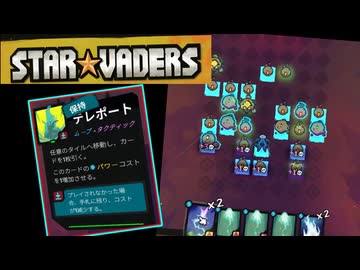 STAR★VADERS
保持
テレポート
ムーブ・タクティック
任意のタイルへ移動し、カー
ドを1枚引く。
このカードのパワーコスト
を1増加させる。
プレイされなかった場
合、手札に残り、コスト
が1減少する。
×2
×2